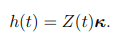 h(t) = Z(t)𝜿.